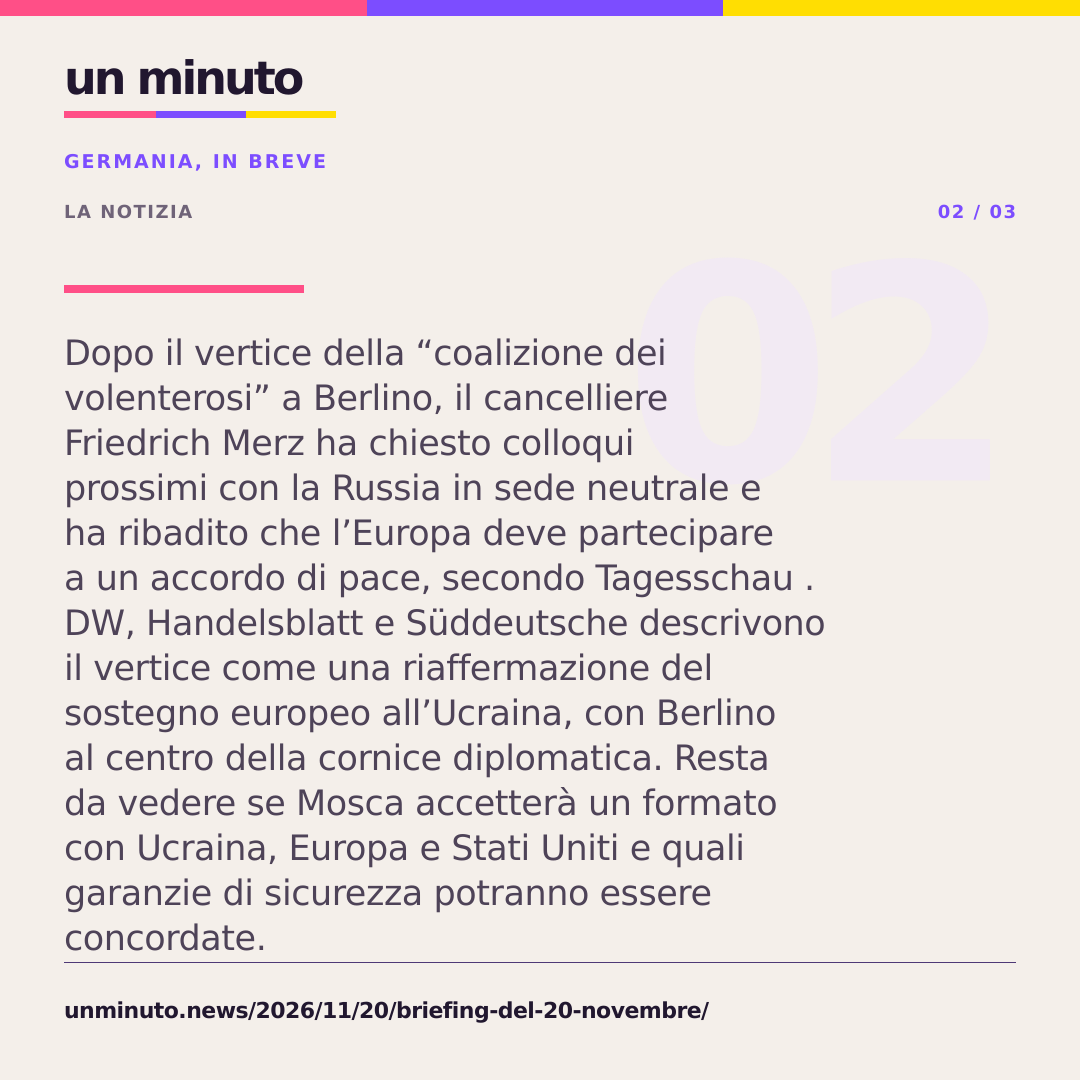 un minuto
GERMANIA, IN BREVE
LA NOTIZIA
02 / 03
02
Dopo il vertice della “coalizione dei
volenterosi” a Berlino, il cancelliere
Friedrich Merz ha chiesto colloqui
prossimi con la Russia in sede neutrale e
ha ribadito che l’Europa deve partecipare
a un accordo di pace, secondo Tagesschau .
DW, Handelsblatt e Süddeutsche descrivono
il vertice come una riaffermazione del
sostegno europeo all’Ucraina, con Berlino
al centro della cornice diplomatica. Resta
da vedere se Mosca accetterà un formato
con Ucraina, Europa e Stati Uniti e quali
garanzie di sicurezza potranno essere
concordate.
unminuto.news/2026/11/20/briefing-del-20-novembre/